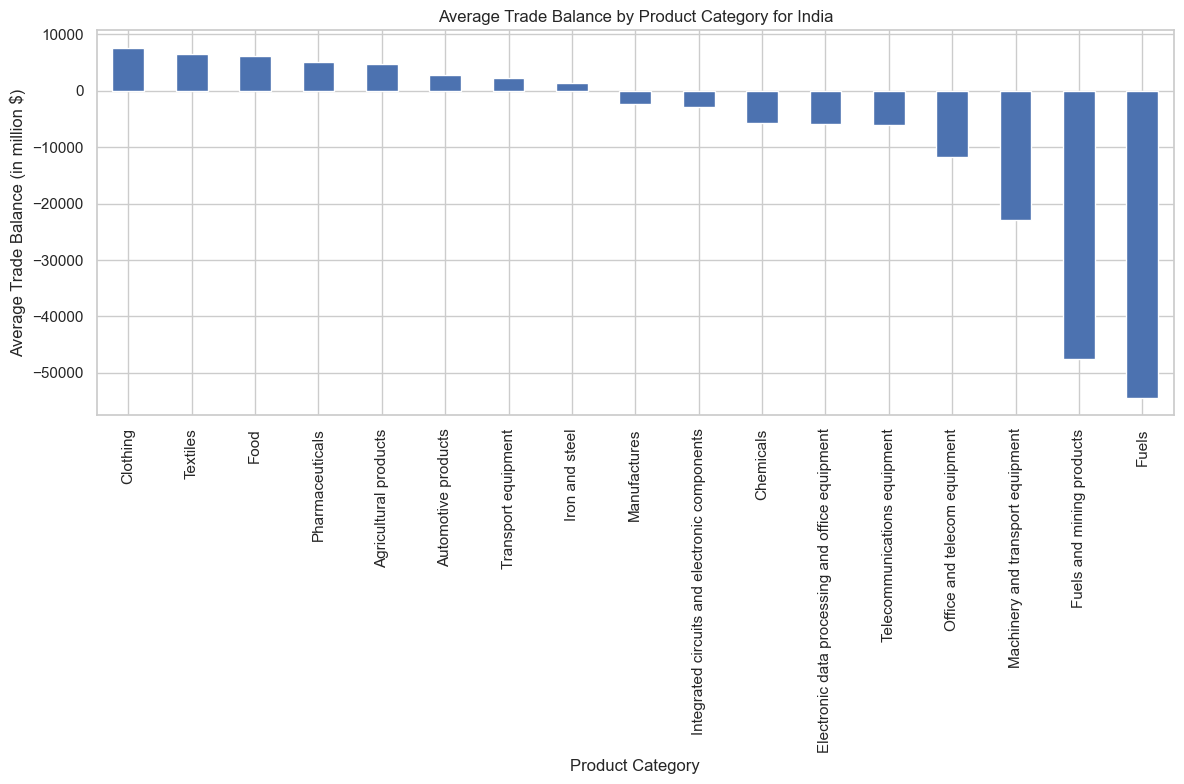 Average Trade Balance by Product Category for India
Average Trade Balance (in million $)
10000
0
−10000
−20000
−30000
−40000
−50000
Clothing
Textiles
Food
Pharmaceuticals
Agricultural products
Automotive products
Transport equipment
Iron and steel
Manufactures
Integrated circuits and electronic components
Chemicals
Electronic data processing and office equipment
Telecommunications equipment
Office and telecom equipment
Machinery and transport equipment
Fuels and mining products
Fuels
Product Category